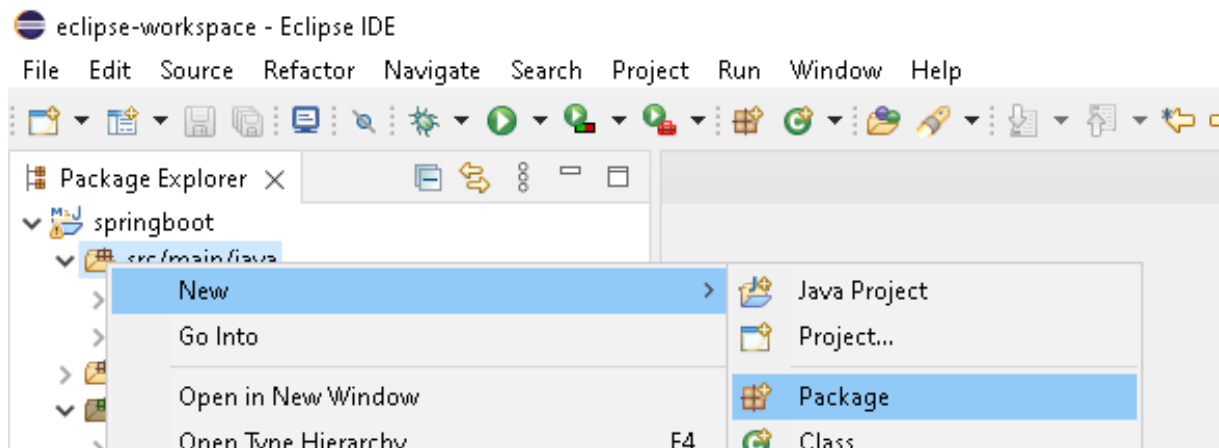 eclipse-workspace - Eclipse IDE
File Edit Source Refactor Navigate Search Project Run Window Help
Package Explorer
springboot
src/main/java
New
Java Project
Go Into
Project...
Open in New Window
Package
Open Type Hierarchy F4
Class